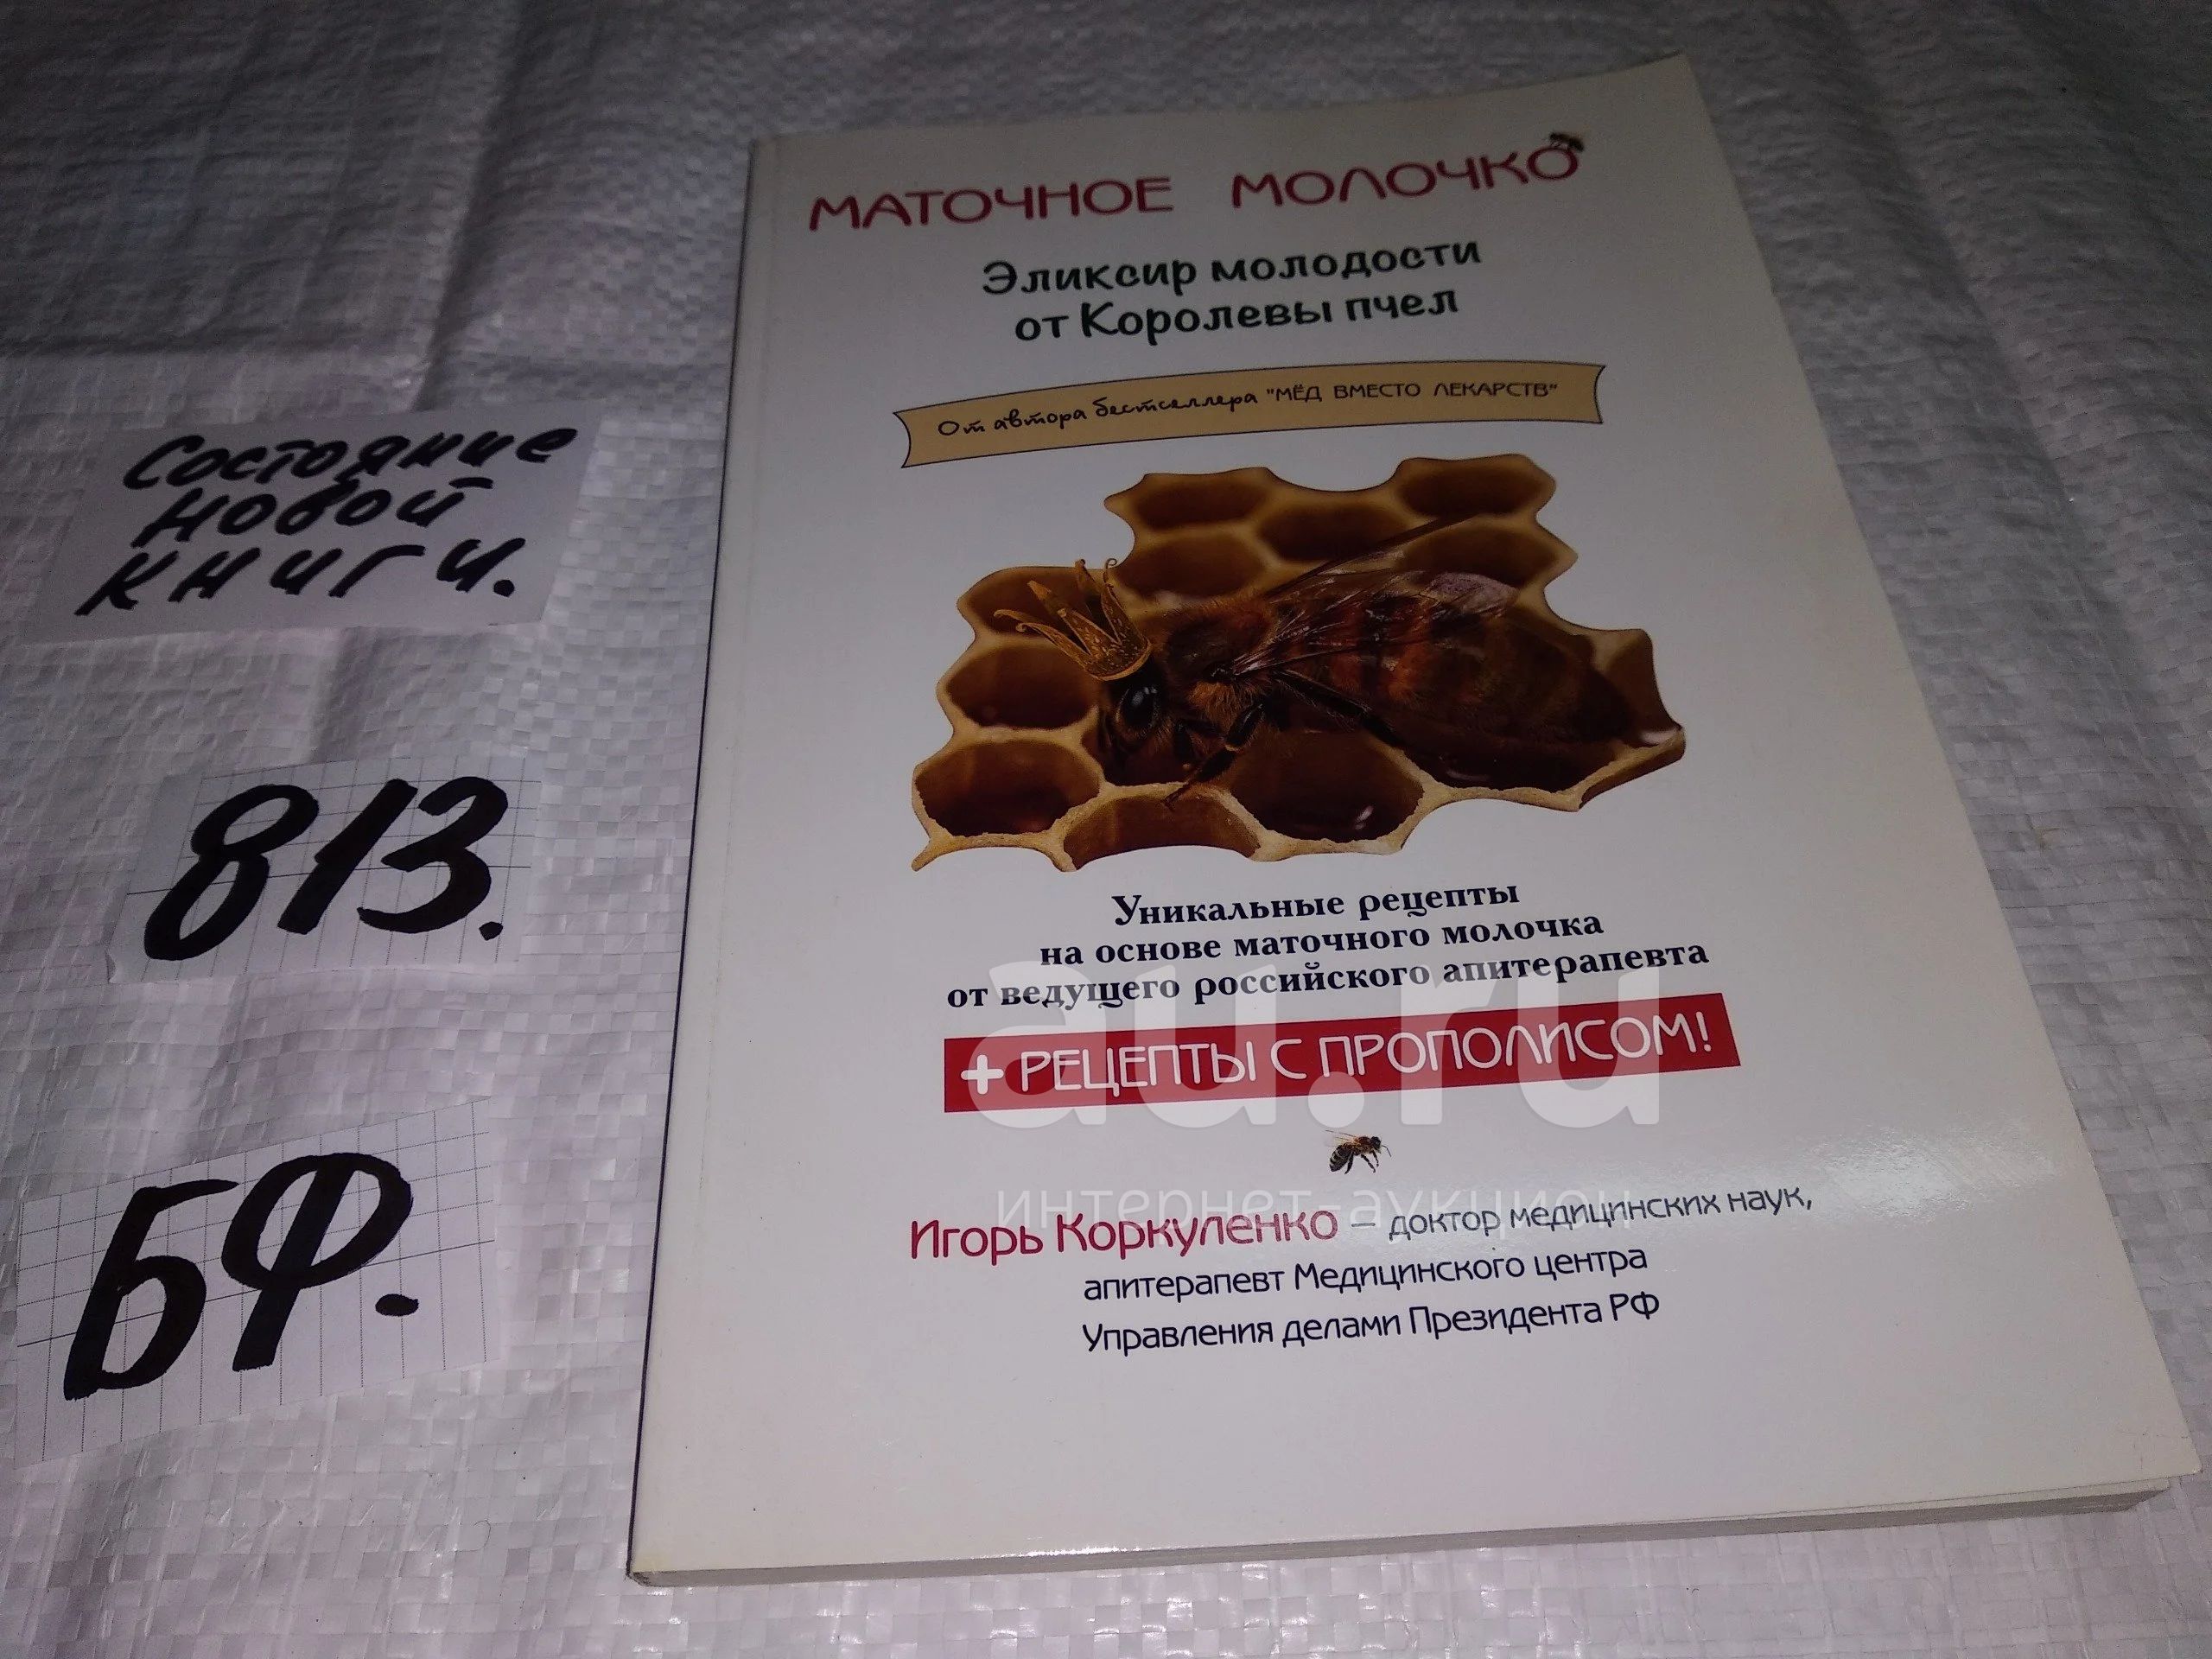 Состояние
новой
книги.
813.
БФ.
МАТОЧНОЕ МОЛОЧКО
Эликсир молодости
от Королевы пчел
От автора бестселлера "МЁД ВМЕСТО ЛЕКАРСТВ"
Уникальные рецепты
на основе маточного молочка
от ведущего российского апитерапевта
+ РЕЦЕПТЫ С ПРОПОЛИСОМ!
Игорь Коркуленко – доктор медицинских наук,
апитерапевт Медицинского центра
Управления делами Президента РФ
au.ru
интернет-аукцион